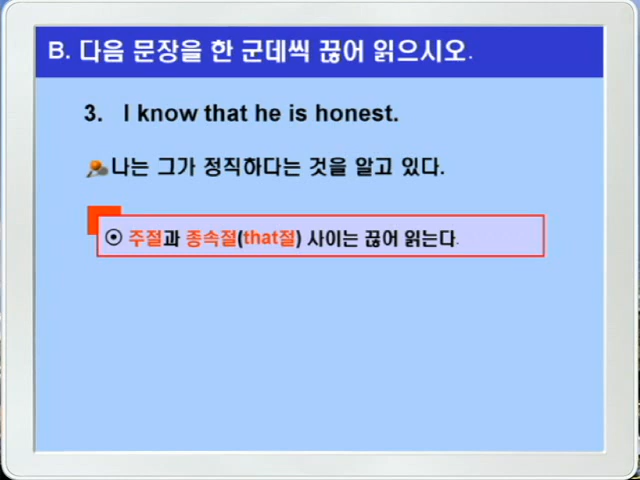 B. 다음 문장을 한 군데씩 끊어 읽으시오.
3. I know that he is honest.
나는 그가 정직하다는 것을 알고 있다.
⊙ 주절과 종속절(that절) 사이는 끊어 읽는다.